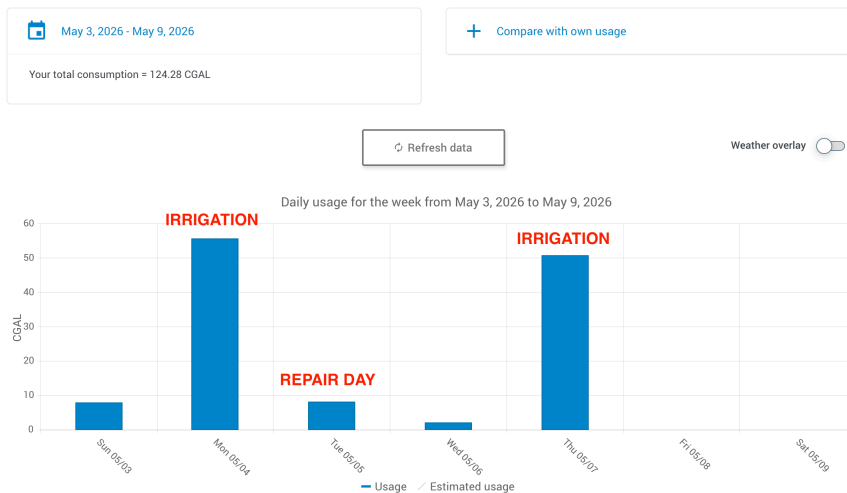 May 3, 2026 - May 9, 2026
Compare with own usage
Your total consumption = 124.28 CGAL
Refresh data
Weather overlay
Daily usage for the week from May 3, 2026 to May 9, 2026
60
IRRIGATION
IRRIGATION
50
40
CGAL
30
20
REPAIR DAY
10
0
Sun 05/03
Mon 05/04
Tue 05/05
Wed 05/06
Thu 05/07
Fri 05/08
Sat 05/09
Usage
Estimated usage